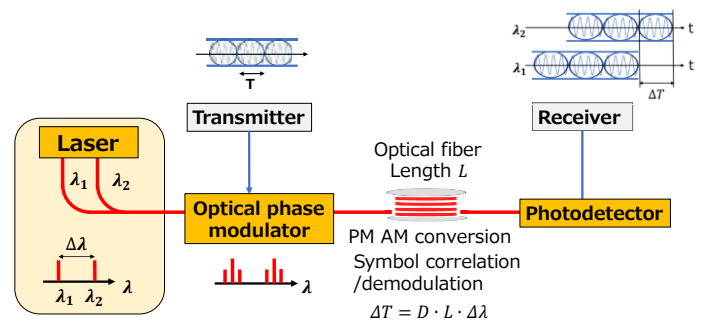 λ₂
t
λ₁
t
T
ΔT
Transmitter
Receiver
Laser
λ₁
λ₂
Optical fiber
Length L
Optical phase
modulator
Photodetector
PM AM conversion
Symbol correlation
/demodulation
Δλ
λ₁
λ₂
λ
λ
ΔT = D · L · Δλ